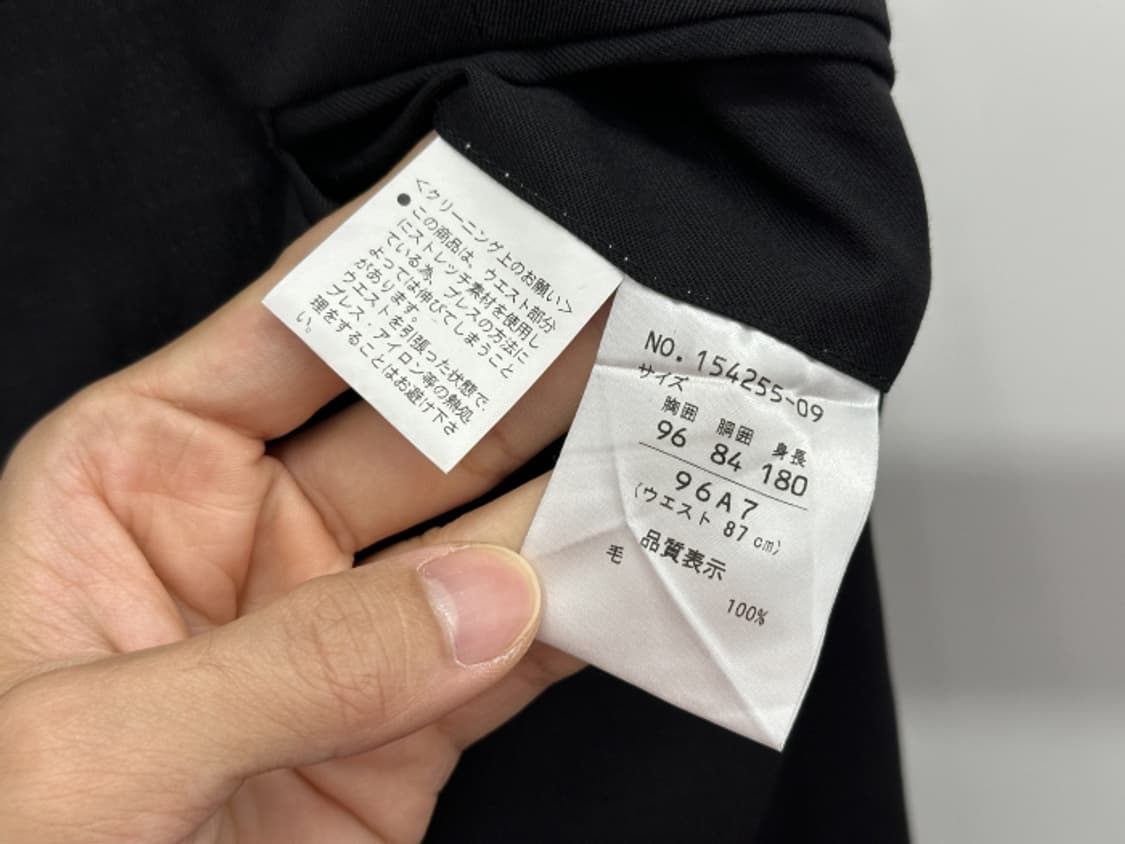 <クリーニング上のお願い>
●この商品は、ウエスト部分
にストレッチ素材を使用し
ている為、プレスの方法に
よっては伸びてしまうこと
があります。
ウエストを引張った状態で、
プレス・アイロン等の熱処
理をすることはお避け下さ
い。
NO. 154255-09
サイズ
胸囲 胴囲 身長
96 84 180
96A7
(ウエスト 87 cm)
品質表示
毛 100%